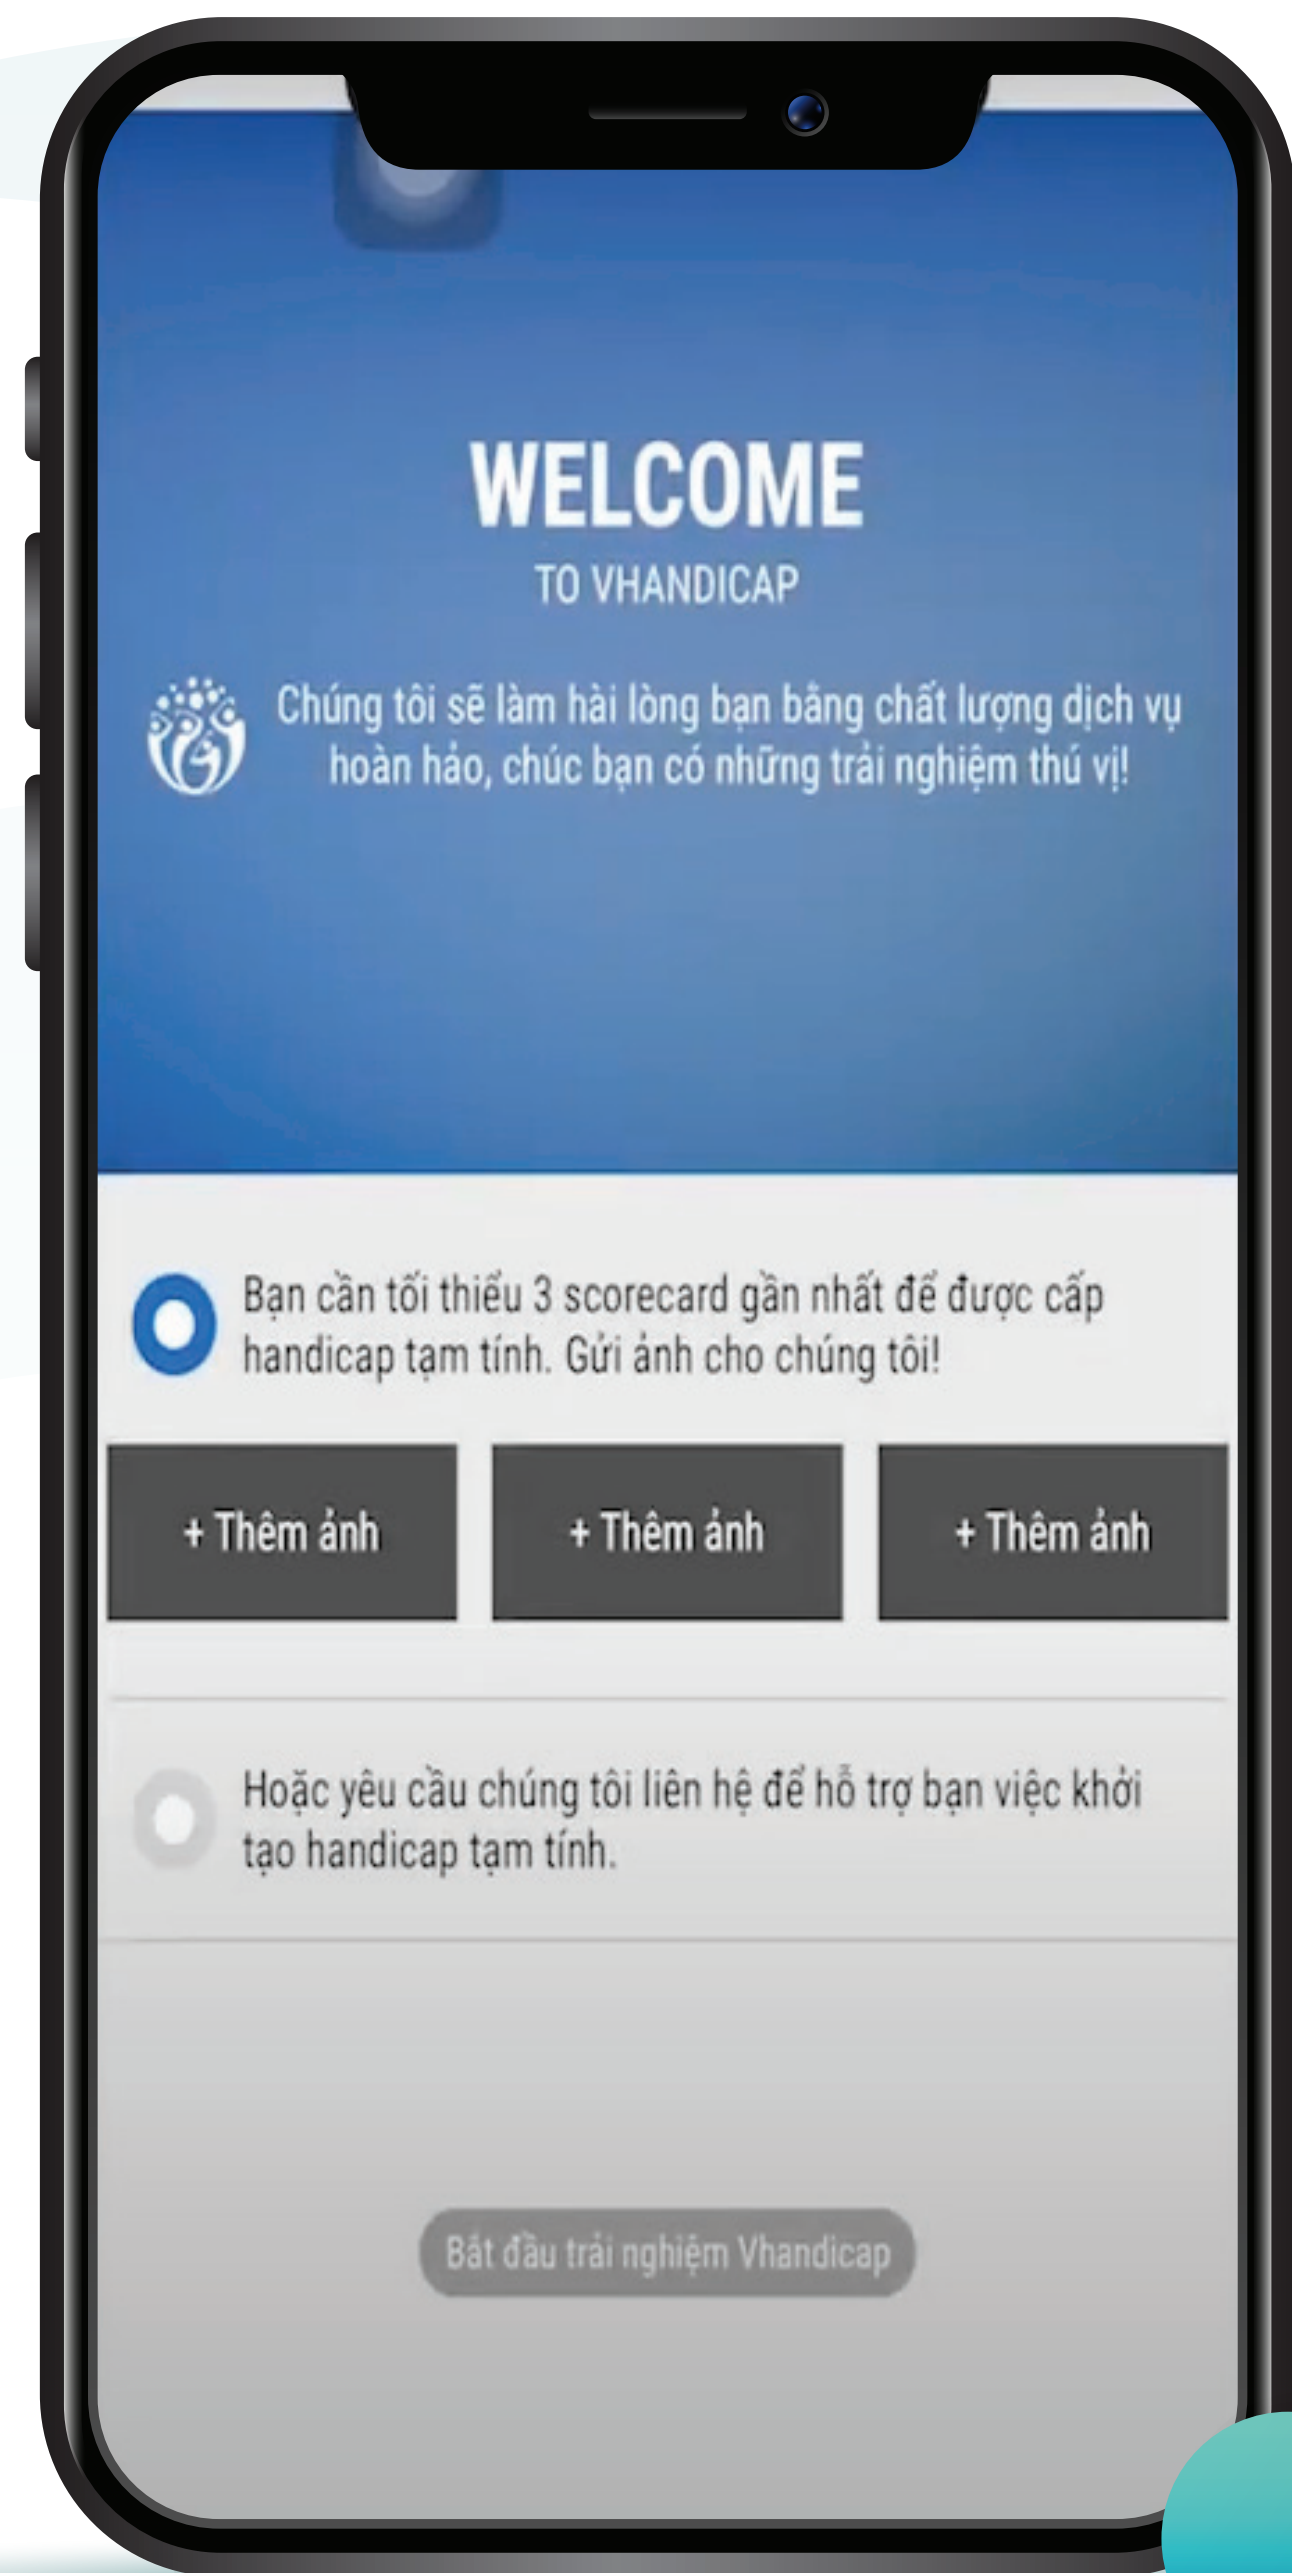 WELCOME
TO VHANDICAP
Chúng tôi sẽ làm hài lòng bạn bằng chất lượng dịch vụ
hoàn hảo, chúc bạn có những trải nghiệm thú vị!
Bạn cần tối thiểu 3 scorecard gần nhất để được cấp
handicap tạm tính. Gửi ảnh cho chúng tôi!
+ Thêm ảnh
+ Thêm ảnh
+ Thêm ảnh
Hoặc yêu cầu chúng tôi liên hệ để hỗ trợ bạn việc khởi
tạo handicap tạm tính.
Bắt đầu trải nghiệm Vhandicap